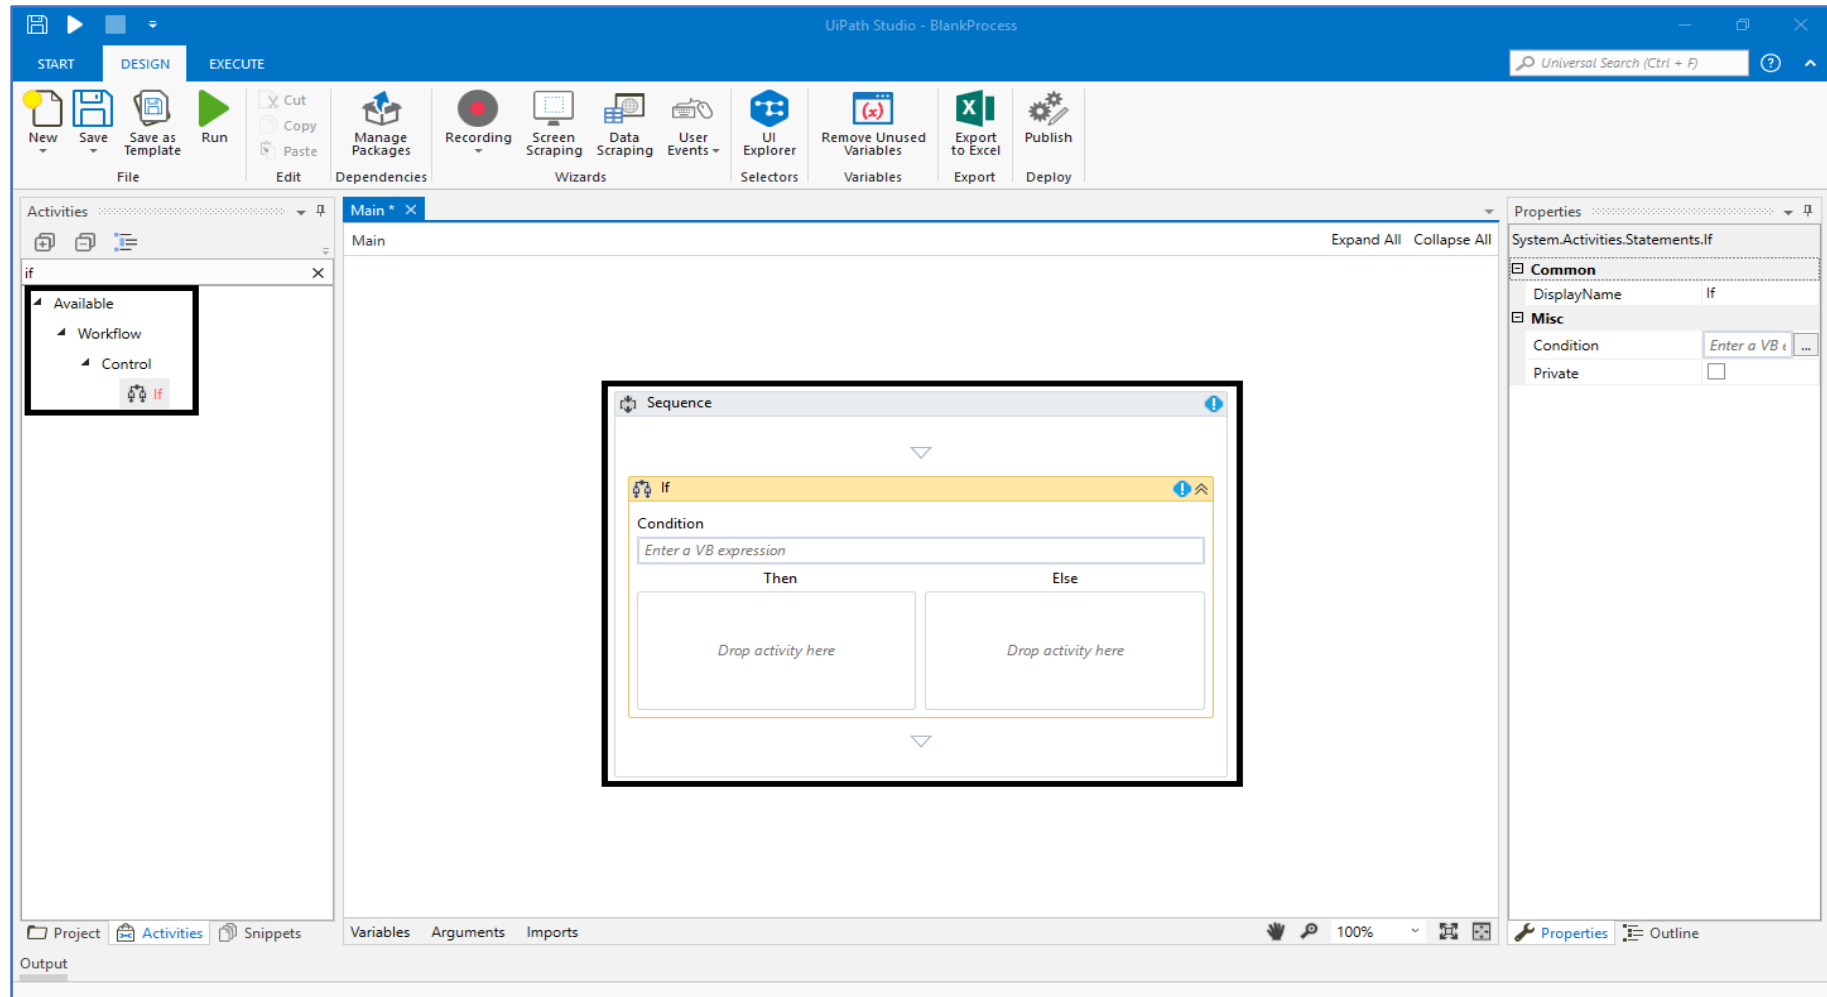 UiPath Studio - BlankProcess
START DESIGN EXECUTE
Universal Search (Ctrl + F)
New
Save
Save as Template
Run
Cut
Copy
Paste
Manage Packages
Recording
Screen Scraping
Data Scraping
User Events
UI Explorer
Remove Unused Variables
Export to Excel
Publish
File Edit Dependencies Wizards Selectors Variables Export Deploy
Activities
if
Available
Workflow
Control
If
Main *
Main
Expand All Collapse All
Sequence
If
Condition
Enter a VB expression
Then Else
Drop activity here Drop activity here
Properties
System.Activities.Statements.If
Common
DisplayName If
Misc
Condition Enter a VB ...
Private
Project Activities Snippets
Variables Arguments Imports
100%
Properties Outline
Output